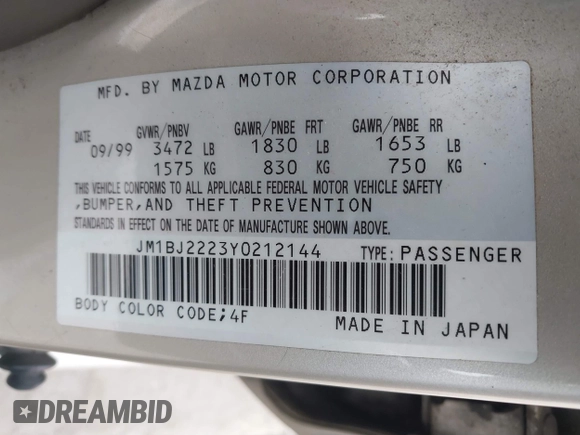 MFD. BY MAZDA MOTOR CORPORATION
DATE GVWR/PNBV GAWR/PNBE FRT GAWR/PNBE RR
09/99 3472 LB 1830 LB 1653 LB
1575 KG 830 KG 750 KG
THIS VEHICLE CONFORMS TO ALL APPLICABLE FEDERAL MOTOR VEHICLE SAFETY
,BUMPER,AND THEFT PREVENTION
STANDARDS IN EFFECT ON THE DATE OF MANUFACTURE SHOWN ABOVE.
JM1BJ2223Y0212144 TYPE: PASSENGER
BODY COLOR CODE;4F
MADE IN JAPAN
DREAMBID